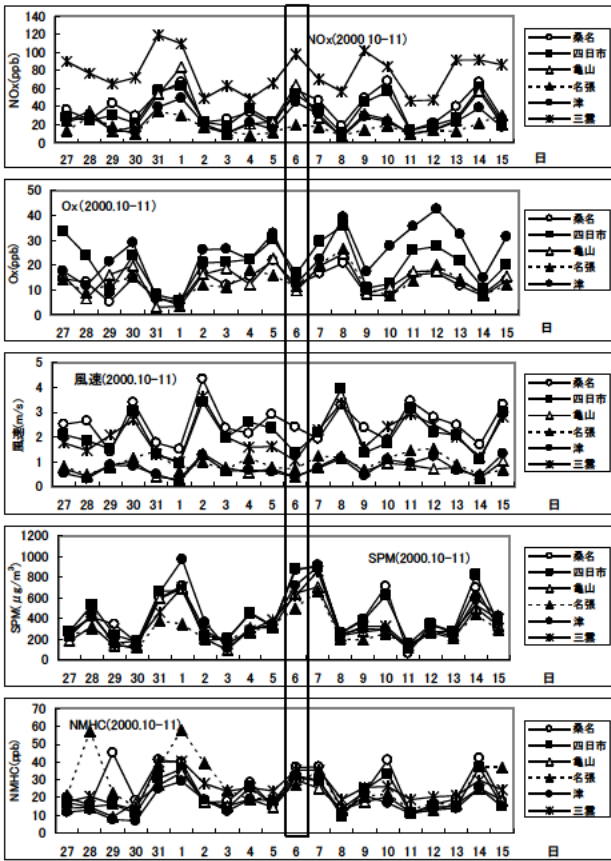 NOx(2000.10-11)
NOx(ppb)
140
120
100
80
60
40
20
0
27 28 29 30 31 1 2 3 4 5 6 7 8 9 10 11 12 13 14 15 日
桑名
四日市
亀山
名張
津
三雲
Ox(2000.10-11)
Ox(ppb)
50
40
30
20
10
0
27 28 29 30 31 1 2 3 4 5 6 7 8 9 10 11 12 13 14 15 日
桑名
四日市
亀山
名張
津
風速(2000.10-11)
風速(m/s)
5
4
3
2
1
0
27 28 29 30 31 1 2 3 4 5 6 7 8 9 10 11 12 13 14 15 日
桑名
四日市
亀山
名張
津
三雲
SPM(2000.10-11)
SPM(μg/m³)
1200
1000
800
600
400
200
0
27 28 29 30 31 1 2 3 4 5 6 7 8 9 10 11 12 13 14 15 日
桑名
四日市
亀山
名張
津
三雲
NMHC(2000.10-11)
NMHC(ppb)
70
60
50
40
30
20
10
0
27 28 29 30 31 1 2 3 4 5 6 7 8 9 10 11 12 13 14 15 日
桑名
四日市
亀山
名張
津
三雲